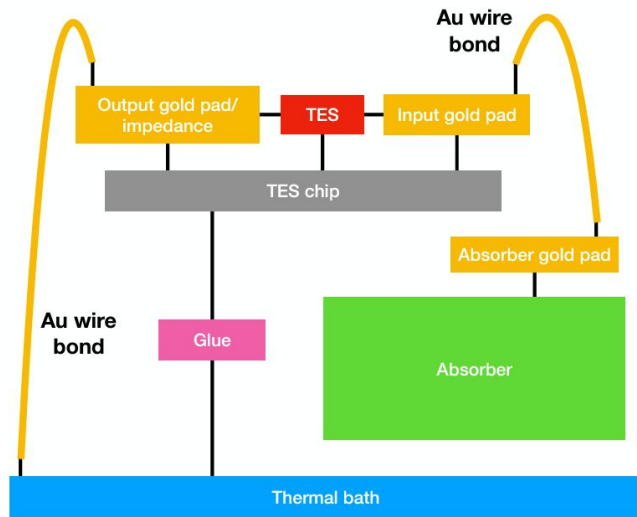 Au wire
bond
Output gold pad/
impedance
TES
Input gold pad
TES chip
Absorber gold pad
Au wire
bond
Glue
Absorber
Thermal bath